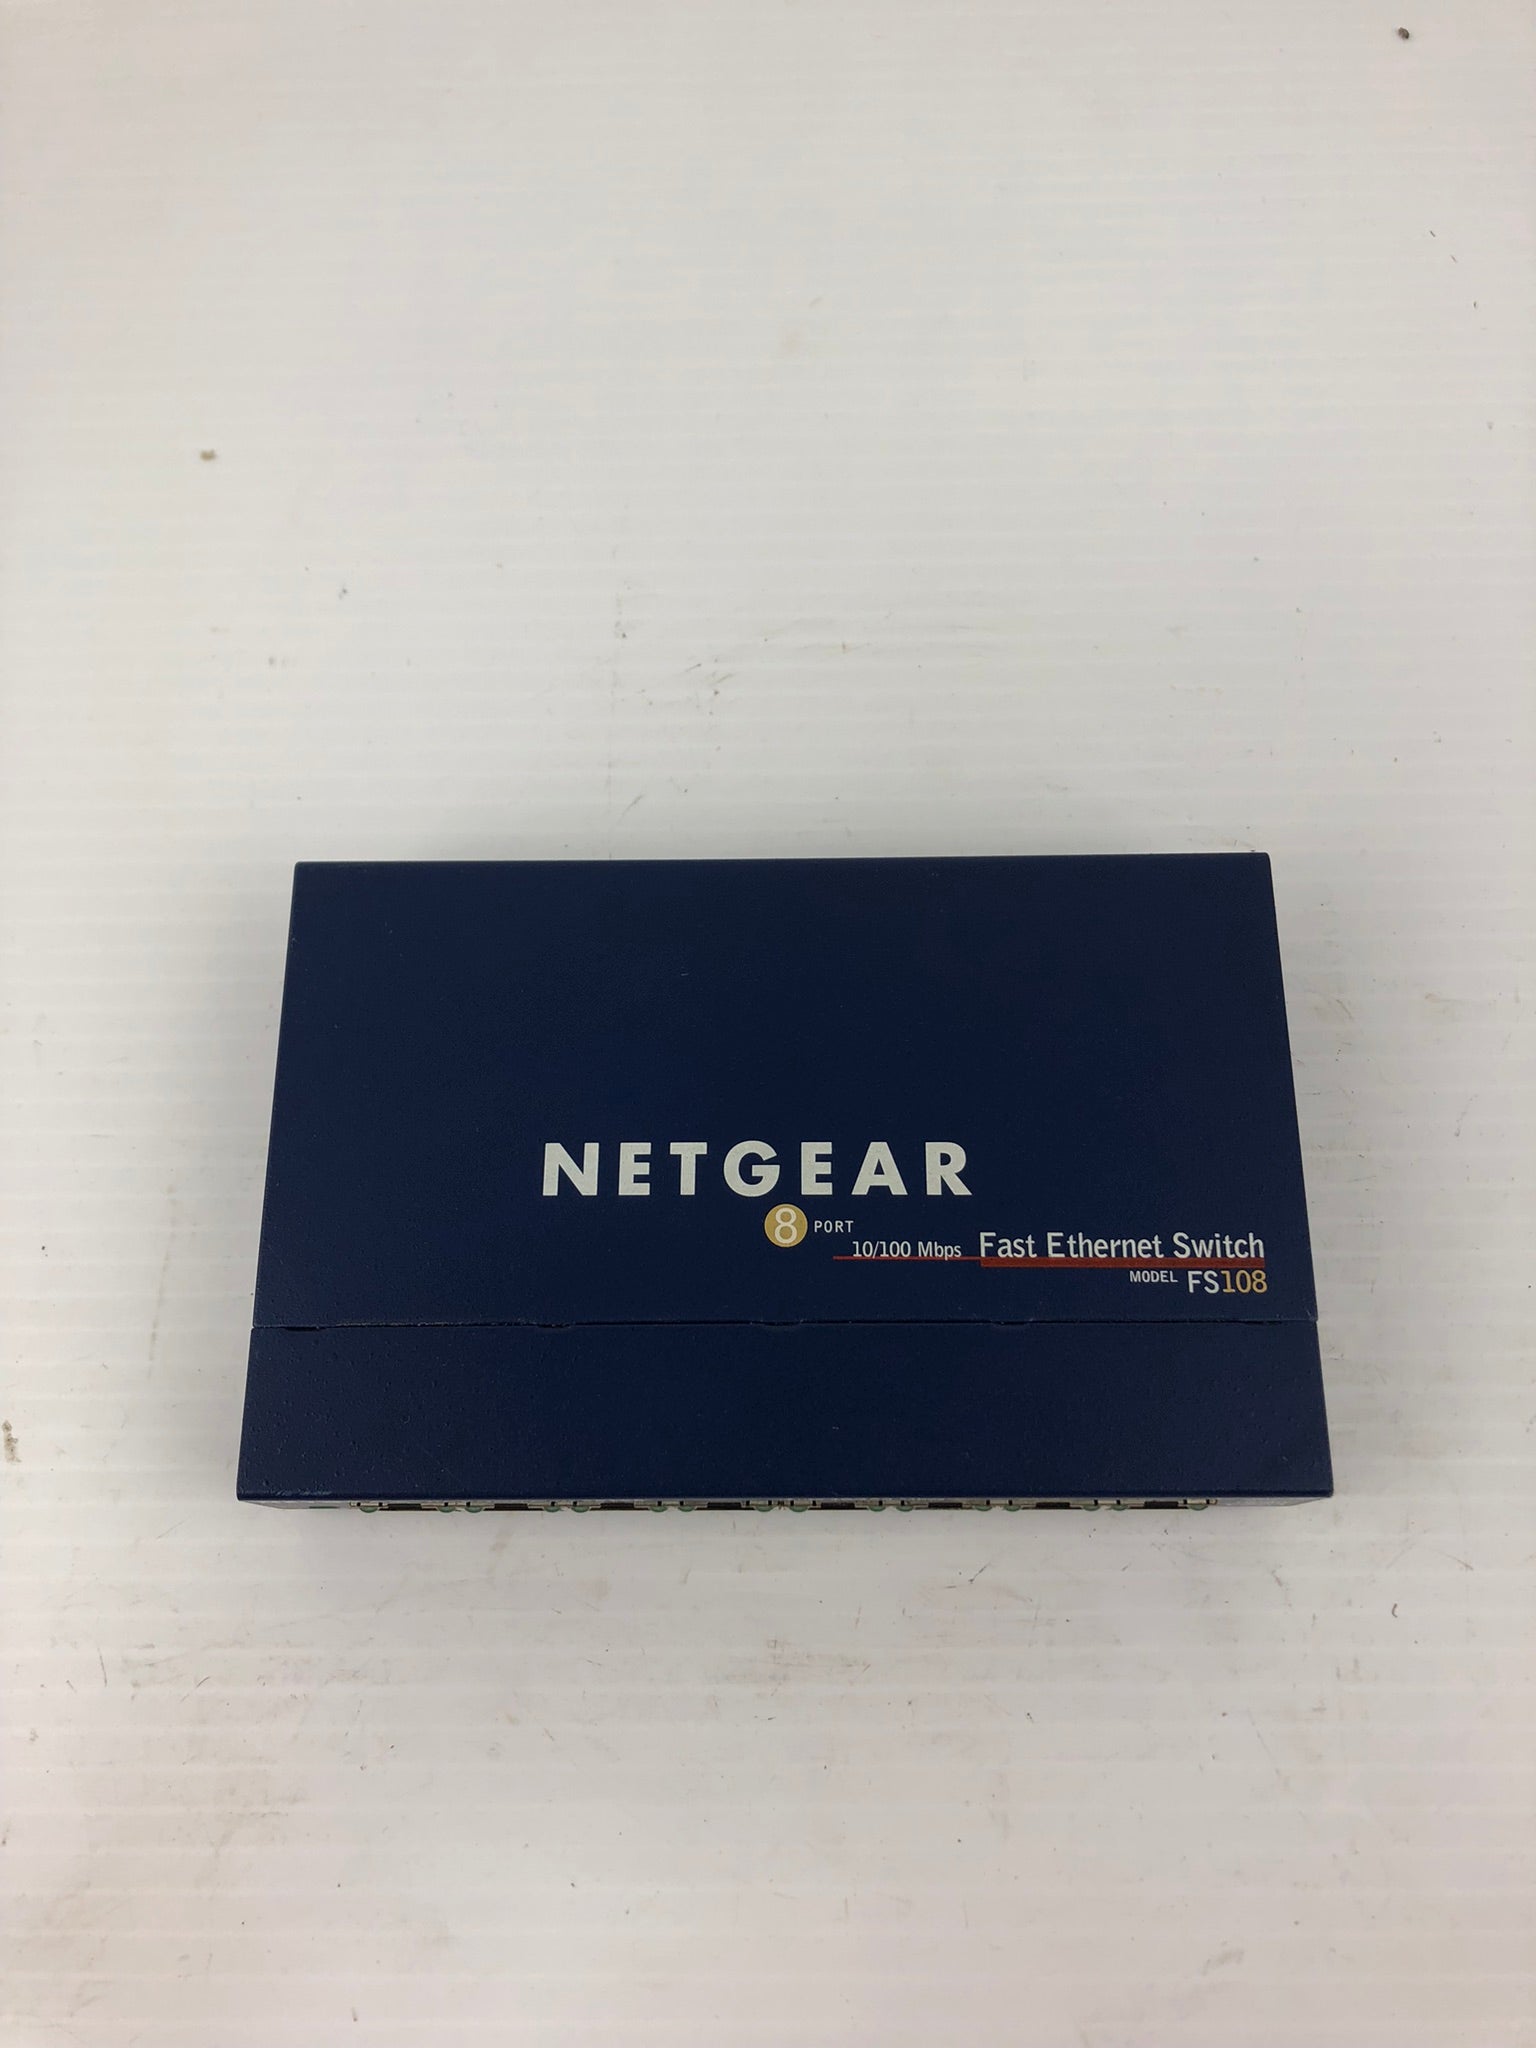 NETGEAR
8 PORT
10/100 Mbps Fast Ethernet Switch
MODEL FS108